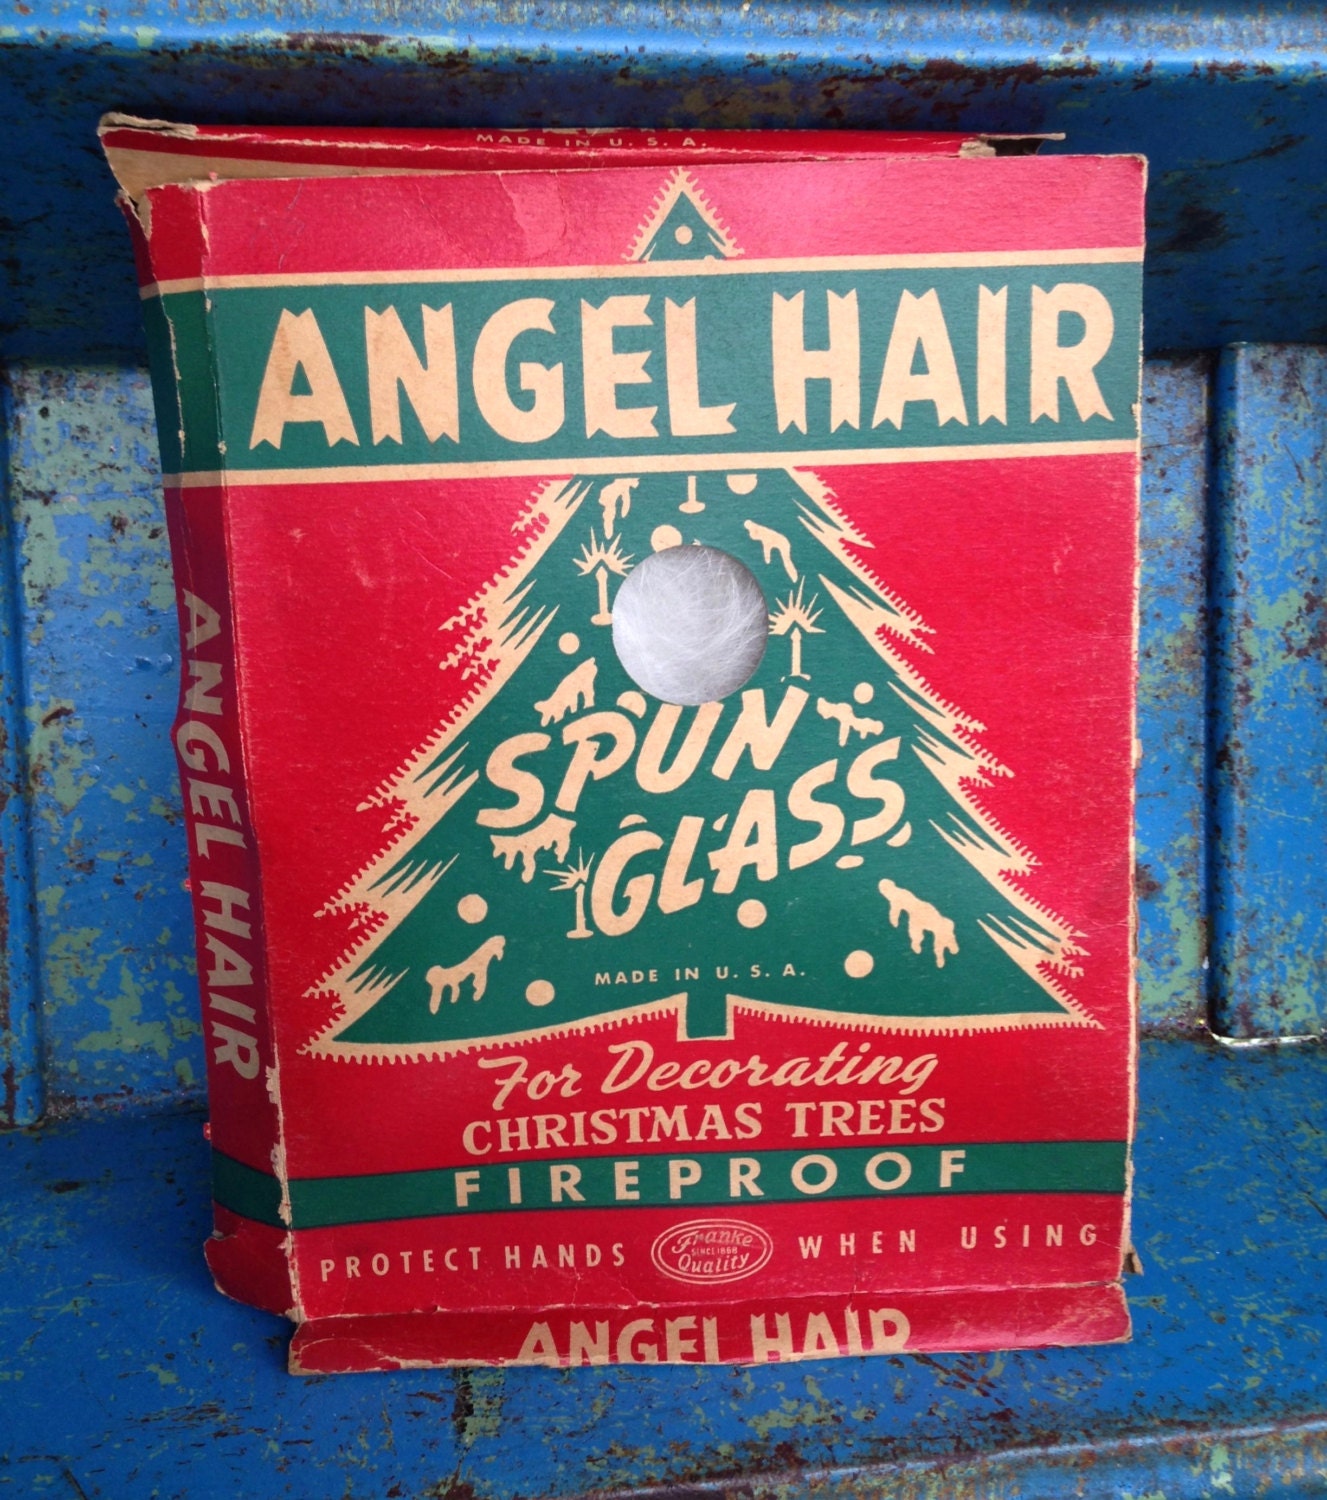 MADE IN U. S. A.
ANGEL HAIR
ANGEL HAIR
SPUN
GLASS
MADE IN U. S. A.
For Decorating
CHRISTMAS TREES
FIREPROOF
PROTECT HANDS
Franke
SINCE 1868
Quality
WHEN USING
ANGEL HAIR